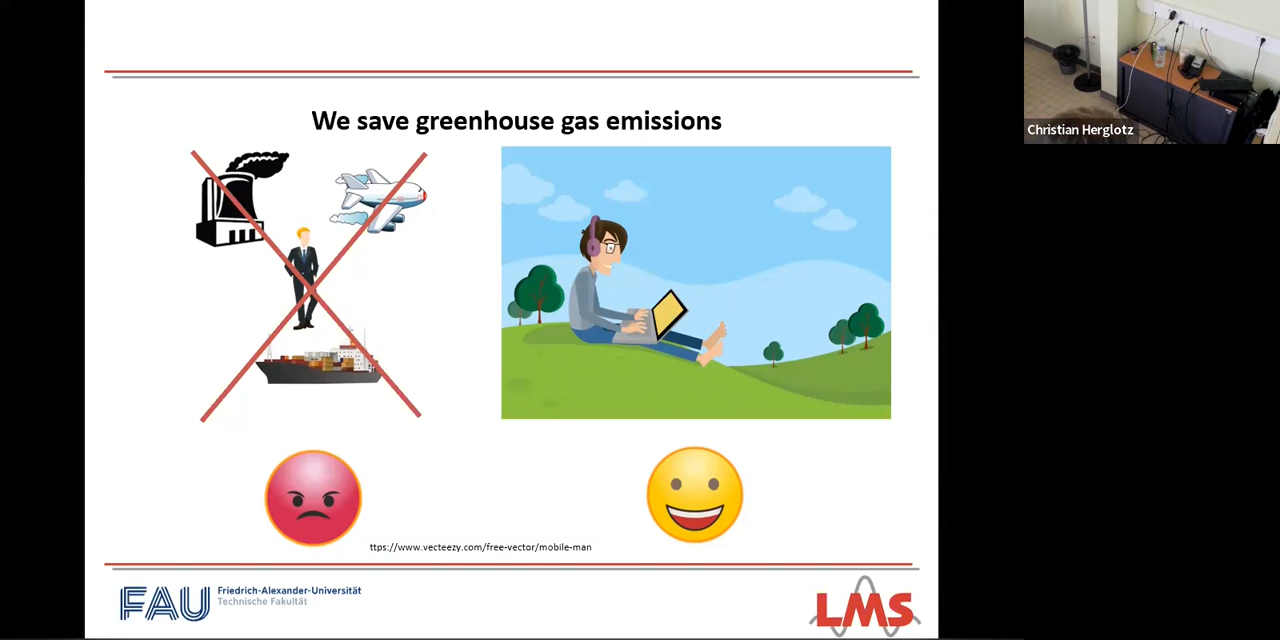 We save greenhouse gas emissions
Christian Herglotz
ttps://www.vecteezy.com/free-vector/mobile-man
FAU Friedrich-Alexander-Universität
Technische Fakultät
LMS